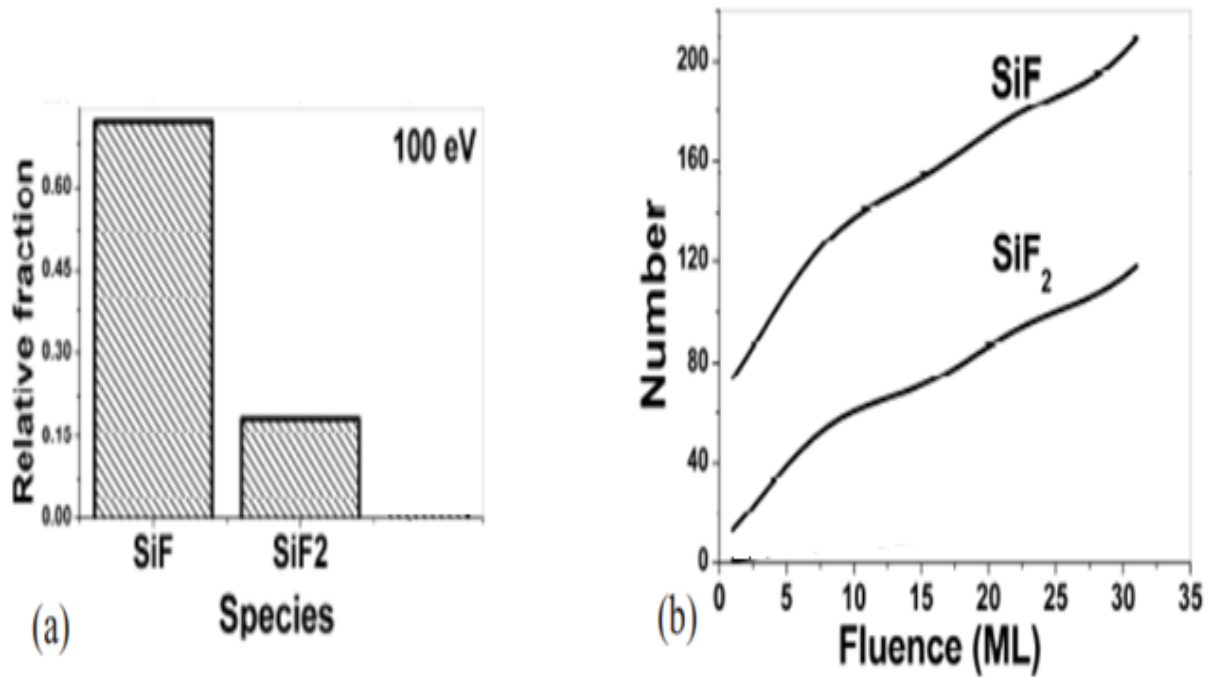 100 eV
Relative fraction
0.60
0.45
0.30
0.15
0.00
SiF
SiF2
Species
(a)
Number
200
160
120
80
40
0
SiF
SiF₂
0 5 10 15 20 25 30 35
Fluence (ML)
(b)